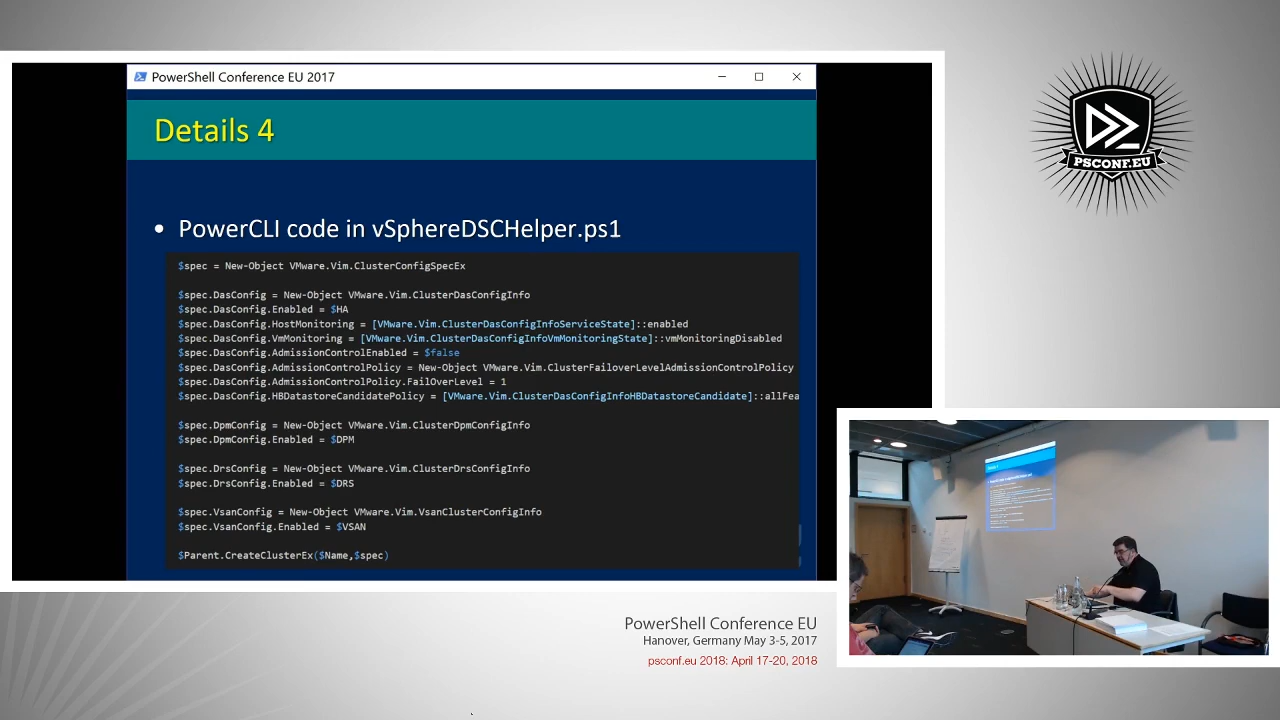 PowerShell Conference EU 2017
Details 4
• PowerCLI code in vSphereDSCHelper.ps1
$spec = New-Object VMware.Vim.ClusterConfigSpecEx
$spec.DasConfig = New-Object VMware.Vim.ClusterDasConfigInfo
$spec.DasConfig.Enabled = $HA
$spec.DasConfig.HostMonitoring = [VMware.Vim.ClusterDasConfigInfoServiceState]::enabled
$spec.DasConfig.VmMonitoring = [VMware.Vim.ClusterDasConfigInfoVmMonitoringState]::vmMonitoringDisabled
$spec.DasConfig.AdmissionControlEnabled = $false
$spec.DasConfig.AdmissionControlPolicy = New-Object VMware.Vim.ClusterFailoverLevelAdmissionControlPolicy
$spec.DasConfig.AdmissionControlPolicy.FailOverLevel = 1
$spec.DasConfig.HBDatastoreCandidatePolicy = [VMware.Vim.ClusterDasConfigInfoHBDatastoreCandidate]::allFea
$spec.DpmConfig = New-Object VMware.Vim.ClusterDpmConfigInfo
$spec.DpmConfig.Enabled = $DPM
$spec.DrsConfig = New-Object VMware.Vim.ClusterDrsConfigInfo
$spec.DrsConfig.Enabled = $DRS
$spec.VsanConfig = New-Object VMware.Vim.VsanClusterConfigInfo
$spec.VsanConfig.Enabled = $VSAN
$Parent.CreateClusterEx($Name,$spec)
PSCONF.EU
PowerShell Conference EU
Hanover, Germany May 3-5, 2017
psconf.eu 2018: April 17-20, 2018